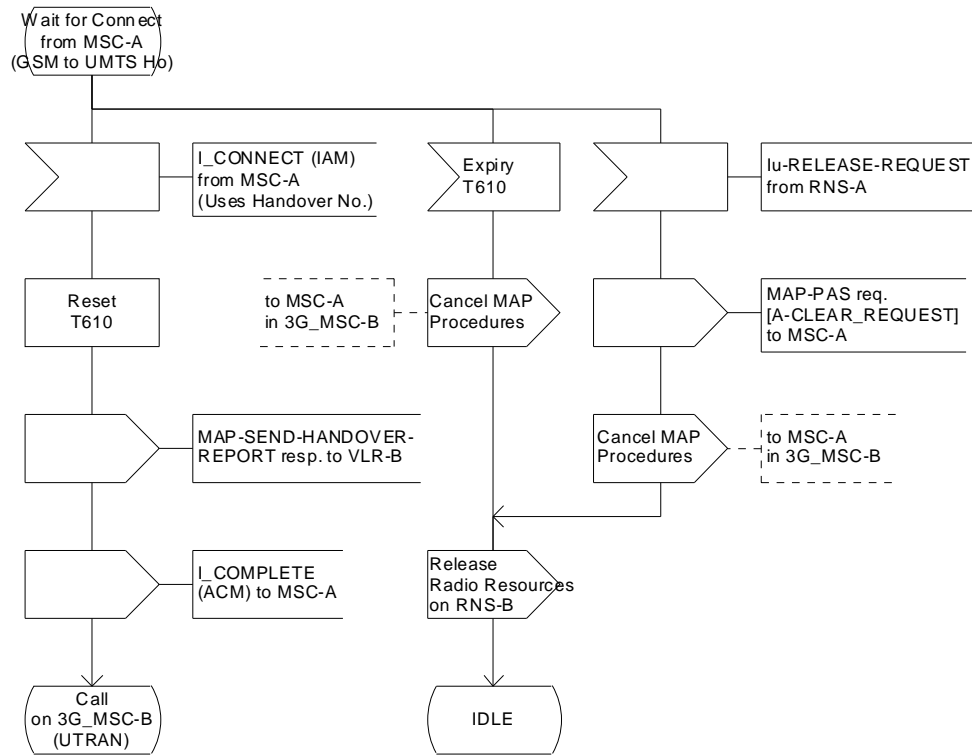 Wait for Connect
from MSC-A
(GSM to UMTS Ho)
I_CONNECT (IAM)
from MSC-A
(Uses Handover No.)
Expiry
T610
Iu-RELEASE-REQUEST
from RNS-A
Reset
T610
to MSC-A
in 3G_MSC-B
Cancel MAP
Procedures
MAP-PAS req.
[A-CLEAR_REQUEST]
to MSC-A
MAP-SEND-HANDOVER-
REPORT resp. to VLR-B
Cancel MAP
Procedures
to MSC-A
in 3G_MSC-B
I_COMPLETE
(ACM) to MSC-A
Release
Radio Resources
on RNS-B
Call
on 3G_MSC-B
(UTRAN)
IDLE